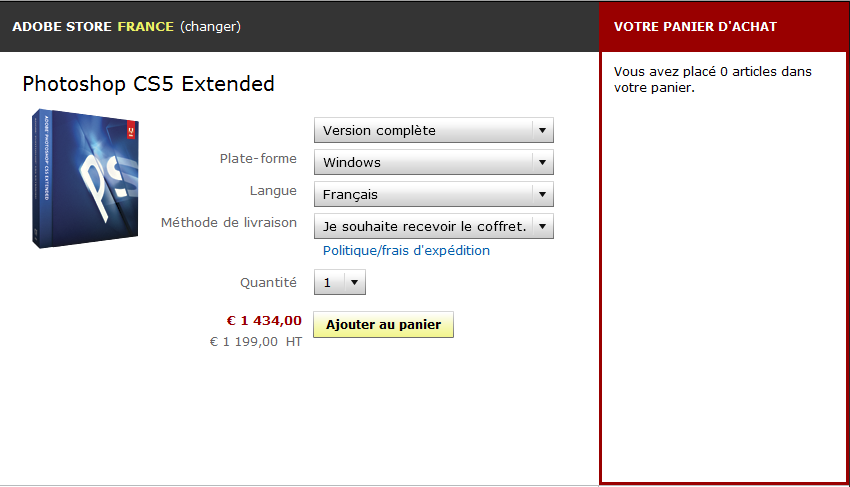 ADOBE STORE FRANCE (changer)
VOTRE PANIER D'ACHAT
Vous avez placé 0 articles dans
votre panier.
Photoshop CS5 Extended
ADOBE PHOTOSHOP CS5 EXTENDED
Ps
Version complète
Plate-forme Windows
Langue Français
Méthode de livraison Je souhaite recevoir le coffret.
Politique/frais d'expédition
Quantité 1
€ 1 434,00 Ajouter au panier
€ 1 199,00 HT